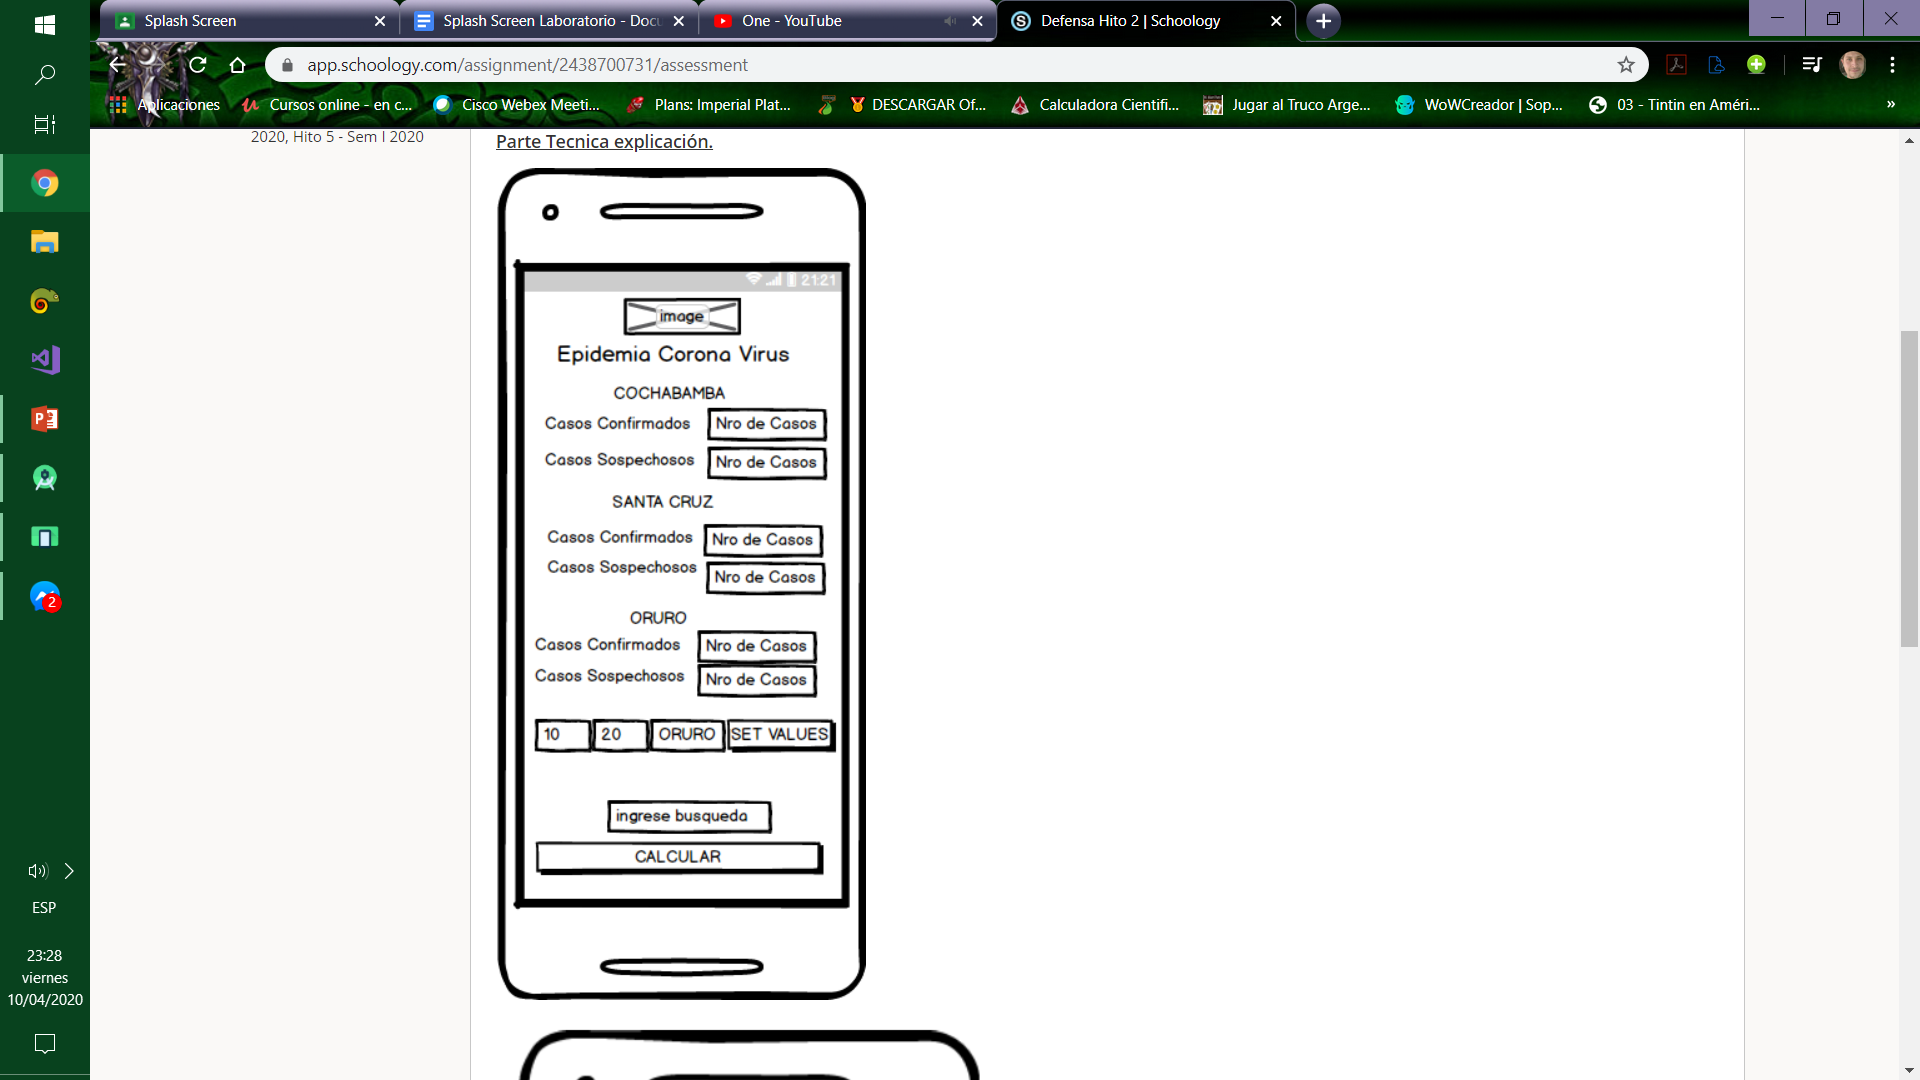 Splash Screen
Splash Screen Laboratorio - Docu
One - YouTube
Defensa Hito 2 | Schoology
app.schoology.com/assignment/2438700731/assessment
Aplicaciones
Cursos online - en c...
Cisco Webex Meeti...
Plans: Imperial Plat...
DESCARGAR Of...
Calculadora Cientifi...
Jugar al Truco Arge...
WoWCreador | Sop...
03 - Tintin en Améri...
»
2020, Hito 5 - Sem I 2020
Parte Tecnica explicación.
21:21
image
Epidemia Corona Virus
COCHABAMBA
Casos Confirmados Nro de Casos
Casos Sospechosos Nro de Casos
SANTA CRUZ
Casos Confirmados Nro de Casos
Casos Sospechosos Nro de Casos
ORURO
Casos Confirmados Nro de Casos
Casos Sospechosos Nro de Casos
10 20 ORURO SET VALUES
ingrese busqueda
CALCULAR
2
ESP
23:28
viernes
10/04/2020